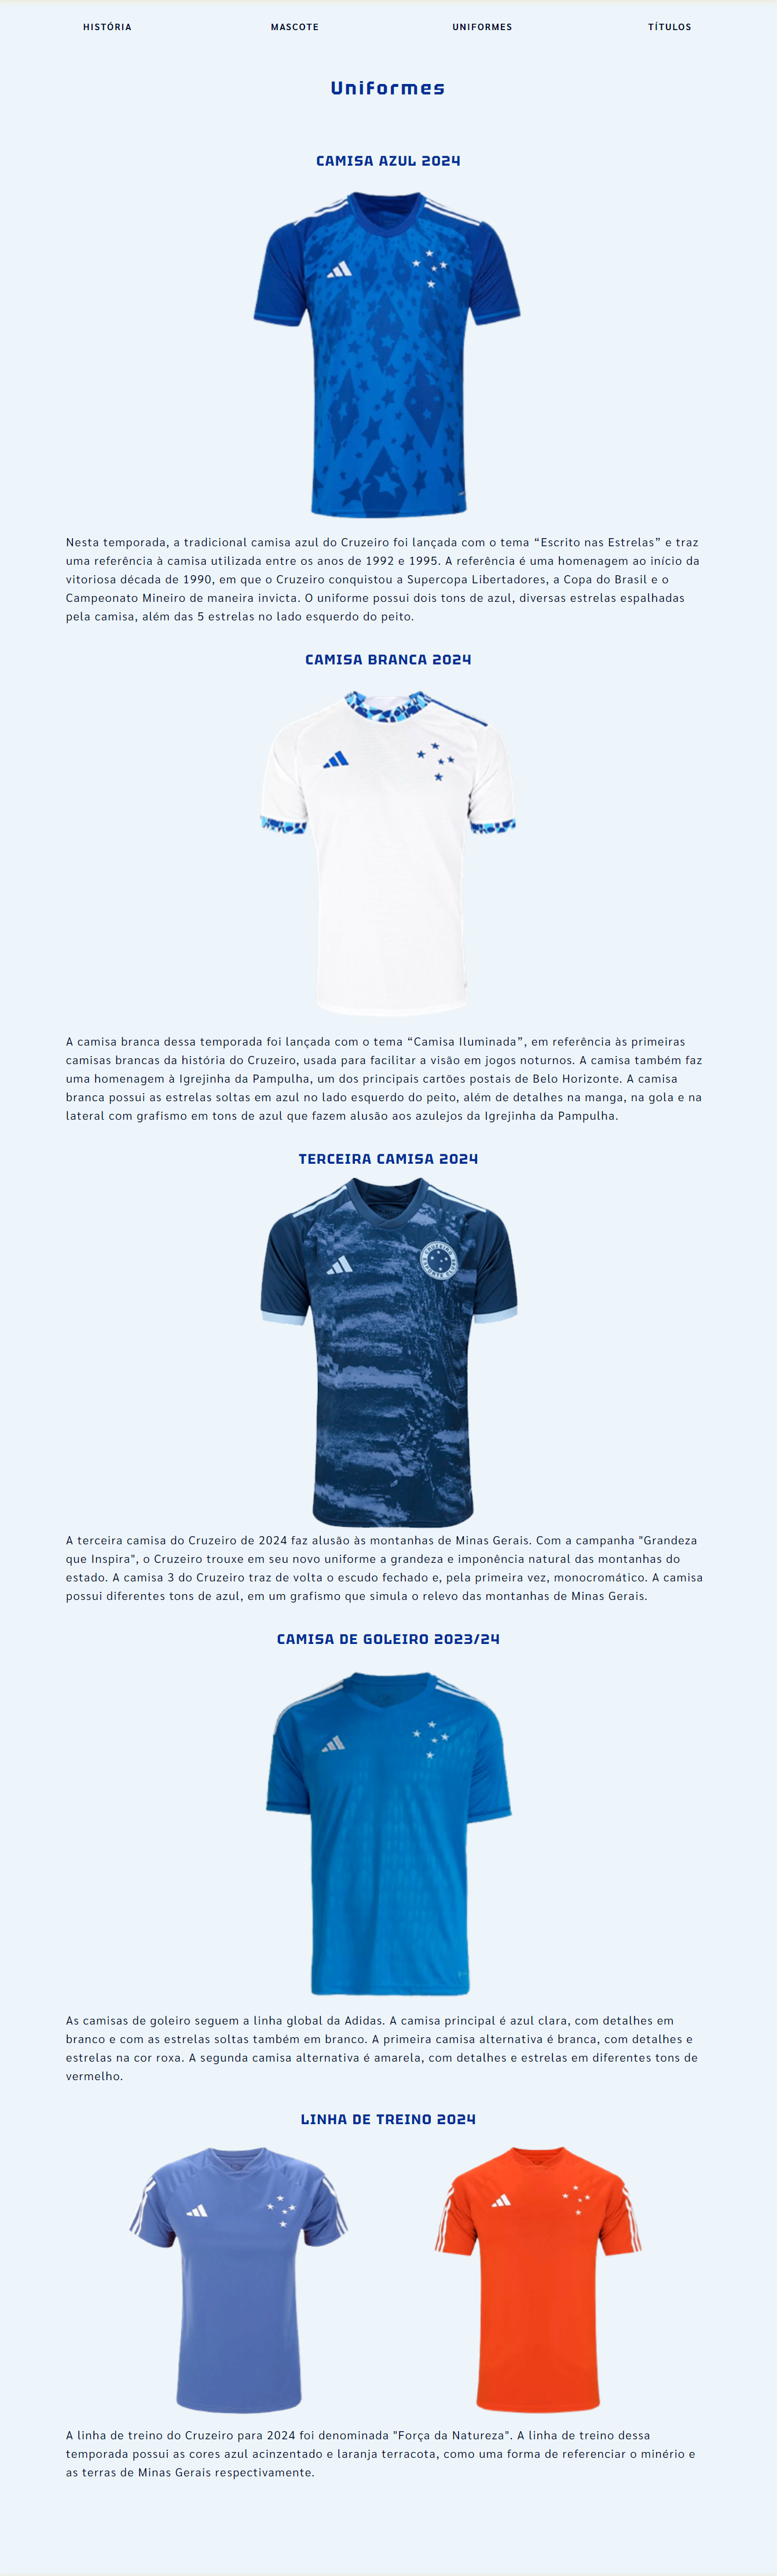 HISTÓRIA MASCOTE UNIFORMES TÍTULOS
Uniformes
CAMISA AZUL 2024
Nesta temporada, a tradicional camisa azul do Cruzeiro foi lançada com o tema “Escrito nas Estrelas” e traz
uma referência à camisa utilizada entre os anos de 1992 e 1995. A referência é uma homenagem ao início da
vitoriosa década de 1990, em que o Cruzeiro conquistou a Supercopa Libertadores, a Copa do Brasil e o
Campeonato Mineiro de maneira invicta. O uniforme possui dois tons de azul, diversas estrelas espalhadas
pela camisa, além das 5 estrelas no lado esquerdo do peito.
CAMISA BRANCA 2024
A camisa branca dessa temporada foi lançada com o tema “Camisa Iluminada”, em referência às primeiras
camisas brancas da história do Cruzeiro, usada para facilitar a visão em jogos noturnos. A camisa também faz
uma homenagem à Igrejinha da Pampulha, um dos principais cartões postais de Belo Horizonte. A camisa
branca possui as estrelas soltas em azul no lado esquerdo do peito, além de detalhes na manga, na gola e na
lateral com grafismo em tons de azul que fazem alusão aos azulejos da Igrejinha da Pampulha.
TERCEIRA CAMISA 2024
CRUZEIRO ESPORTE CLUBE
A terceira camisa do Cruzeiro de 2024 faz alusão às montanhas de Minas Gerais. Com a campanha "Grandeza
que Inspira", o Cruzeiro trouxe em seu novo uniforme a grandeza e imponência natural das montanhas do
estado. A camisa 3 do Cruzeiro traz de volta o escudo fechado e, pela primeira vez, monocromático. A camisa
possui diferentes tons de azul, em um grafismo que simula o relevo das montanhas de Minas Gerais.
CAMISA DE GOLEIRO 2023/24
As camisas de goleiro seguem a linha global da Adidas. A camisa principal é azul clara, com detalhes em
branco e com as estrelas soltas também em branco. A primeira camisa alternativa é branca, com detalhes e
estrelas na cor roxa. A segunda camisa alternativa é amarela, com detalhes e estrelas em diferentes tons de
vermelho.
LINHA DE TREINO 2024
A linha de treino do Cruzeiro para 2024 foi denominada "Força da Natureza". A linha de treino dessa
temporada possui as cores azul acinzentado e laranja terracota, como uma forma de referenciar o minério e
as terras de Minas Gerais respectivamente.